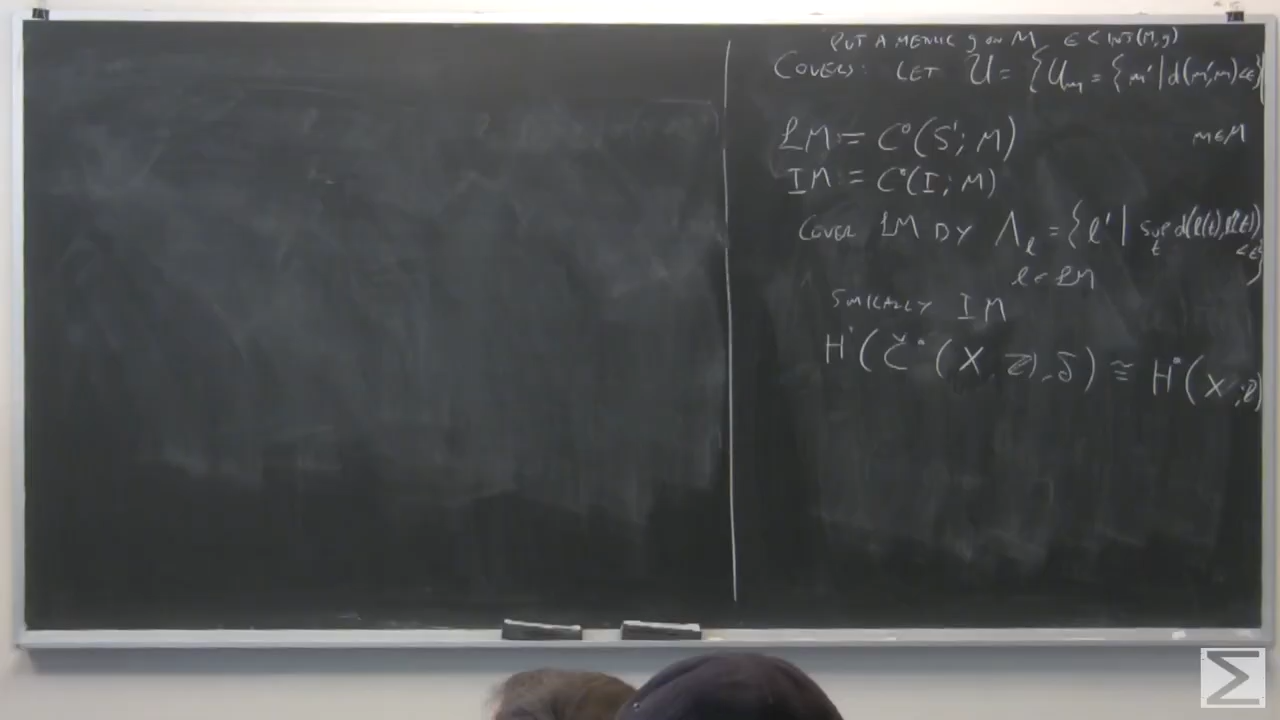 PUT A METRIC g ON M ε < INJ(M,g)
COVERS: LET U = {U_m = {m' | d(m',m)<ε}
m∈M
LM := C⁰(S¹; M)
IM = C⁰(I; M)
COVER LM BY Λ_ℓ = {ℓ' | sup_t d(ℓ(t),ℓ'(t)) <ε}
ℓ∈LM
SIMILARLY IM
H˙(Č˙(X, ℤ), δ) ≅ H˙(X; ℤ)
Σ